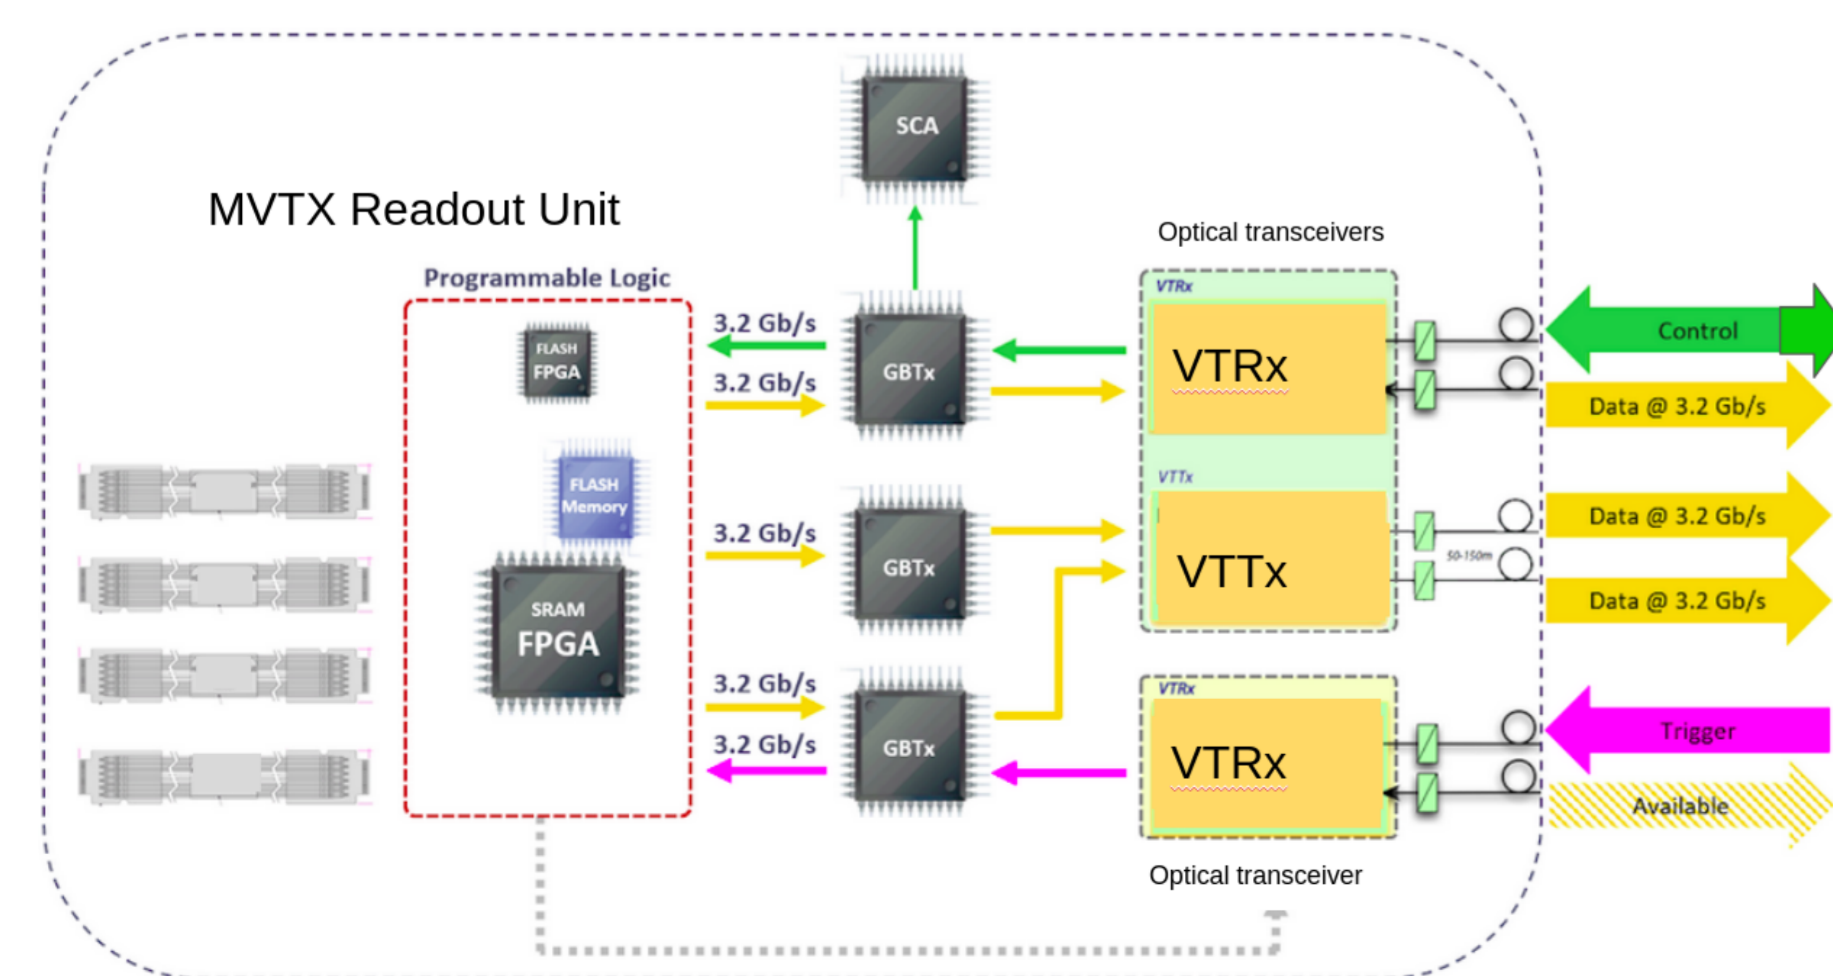 SCA
MVTX Readout Unit
Optical transceivers
Programmable Logic
VTRx
3.2 Gb/s
FLASH
FPGA
3.2 Gb/s
GBTx
VTRx
Control
Data @ 3.2 Gb/s
VTTx
FLASH
Memory
3.2 Gb/s
GBTx
VTTx
50-150m
Data @ 3.2 Gb/s
Data @ 3.2 Gb/s
SRAM
FPGA
3.2 Gb/s
3.2 Gb/s
GBTx
VTRx
VTRx
Trigger
Available
Optical transceiver